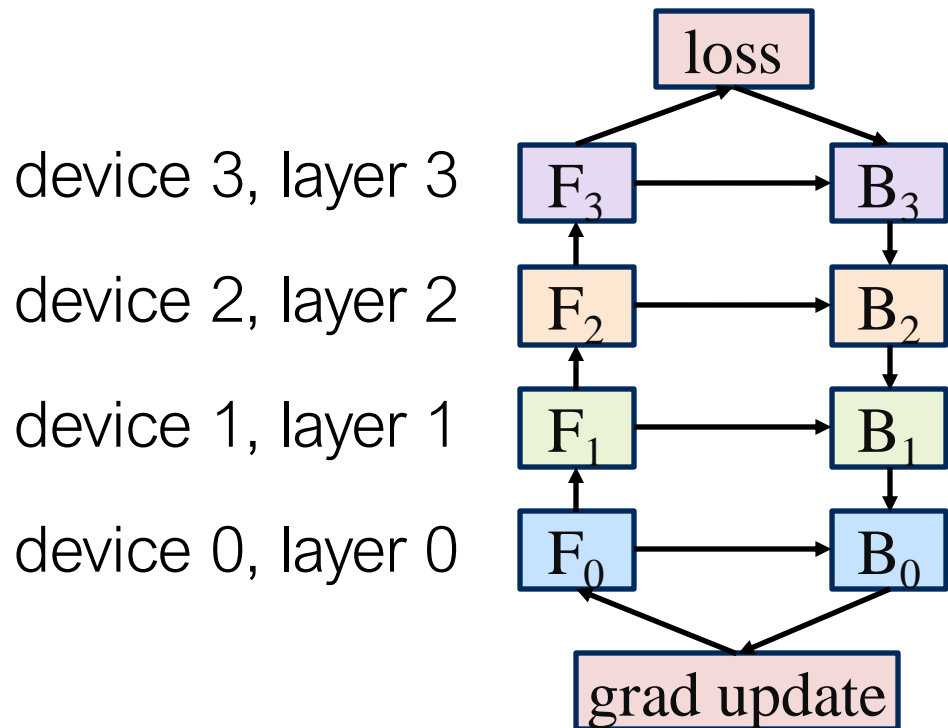 loss
device 3, layer 3 F₃ B₃
device 2, layer 2 F₂ B₂
device 1, layer 1 F₁ B₁
device 0, layer 0 F₀ B₀
grad update